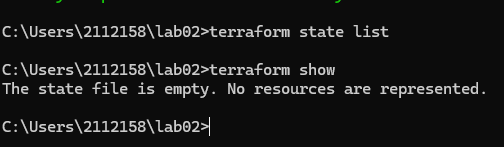 C:\Users\2112158\lab02>terraform state list
C:\Users\2112158\lab02>terraform show
The state file is empty. No resources are represented.
C:\Users\2112158\lab02>